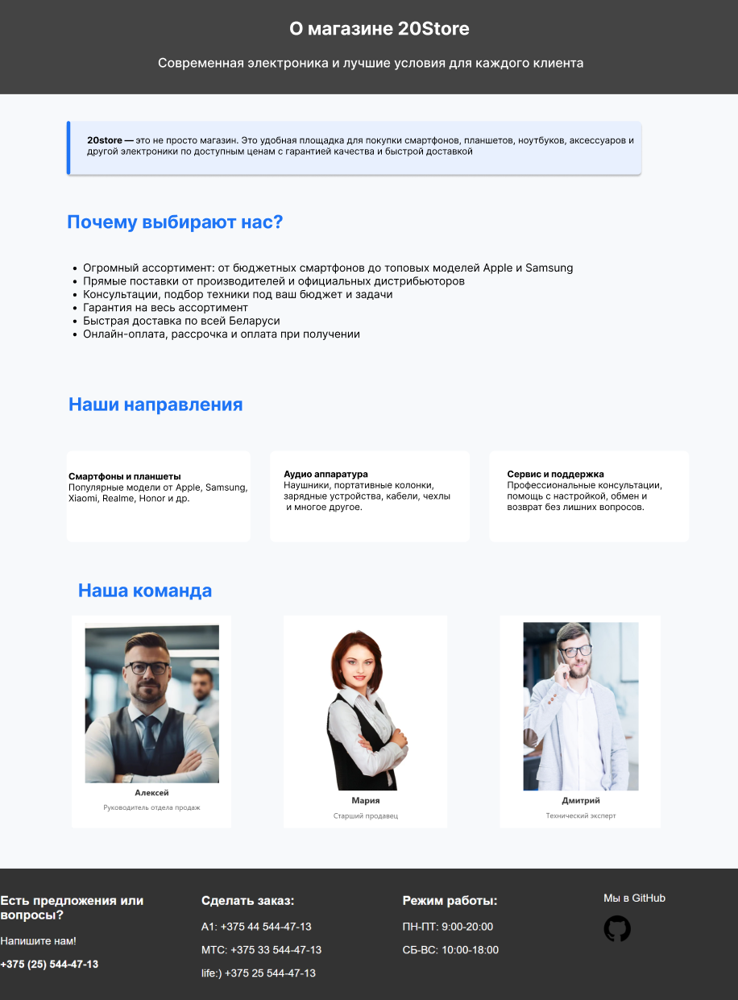 О магазине 20Store
Современная электроника и лучшие условия для каждого клиента
20store — это не просто магазин. Это удобная площадка для покупки смартфонов, планшетов, ноутбуков, аксессуаров и
другой электроники по доступным ценам с гарантией качества и быстрой доставкой
Почему выбирают нас?
• Огромный ассортимент: от бюджетных смартфонов до топовых моделей Apple и Samsung
• Прямые поставки от производителей и официальных дистрибьюторов
• Консультации, подбор техники под ваш бюджет и задачи
• Гарантия на весь ассортимент
• Быстрая доставка по всей Беларуси
• Онлайн-оплата, рассрочка и оплата при получении
Наши направления
Смартфоны и планшеты
Популярные модели от Apple, Samsung,
Xiaomi, Realme, Honor и др.
Аудио аппаратура
Наушники, портативные колонки,
зарядные устройства, кабели, чехлы
и многое другое.
Сервис и поддержка
Профессиональные консультации,
помощь с настройкой, обмен и
возврат без лишних вопросов.
Наша команда
Алексей
Руководитель отдела продаж
Мария
Старший продавец
Дмитрий
Технический эксперт
Есть предложения или
вопросы?
Напишите нам!
+375 (25) 544-47-13
Сделать заказ:
А1: +375 44 544-47-13
МТС: +375 33 544-47-13
life:) +375 25 544-47-13
Режим работы:
ПН-ПТ: 9:00-20:00
СБ-ВС: 10:00-18:00
Мы в GitHub